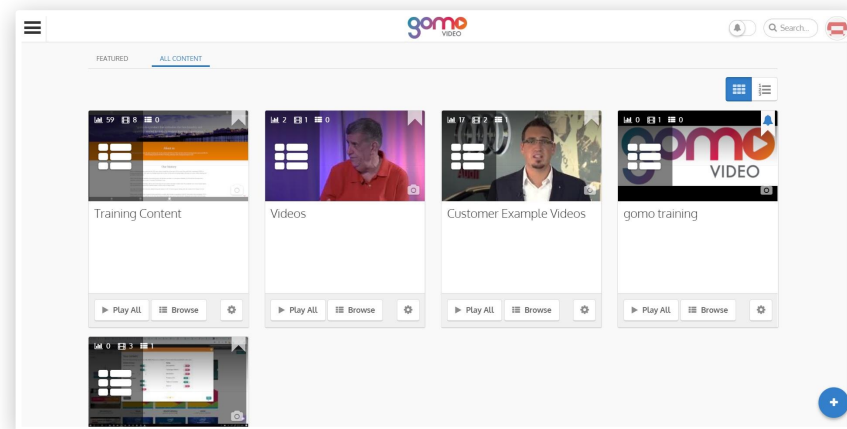 gomo
VIDEO
Search...
FEATURED
ALL CONTENT
59 8 0
2 1 0
17 2 1
0 1 0
gomo
VIDEO
Training Content
Videos
Customer Example Videos
gomo training
Play All Browse
Play All Browse
Play All Browse
Play All Browse
0 3 1